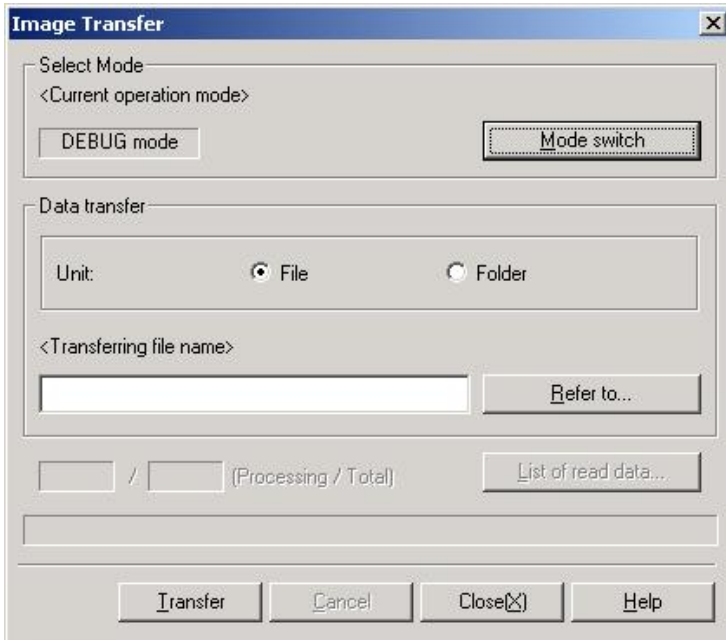 Image Transfer
Select Mode
<Current operation mode>
DEBUG mode
Mode switch
Data transfer
Unit:
File
Folder
<Transferring file name>
Refer to...
/ (Processing / Total)
List of read data...
Transfer
Cancel
Close(X)
Help